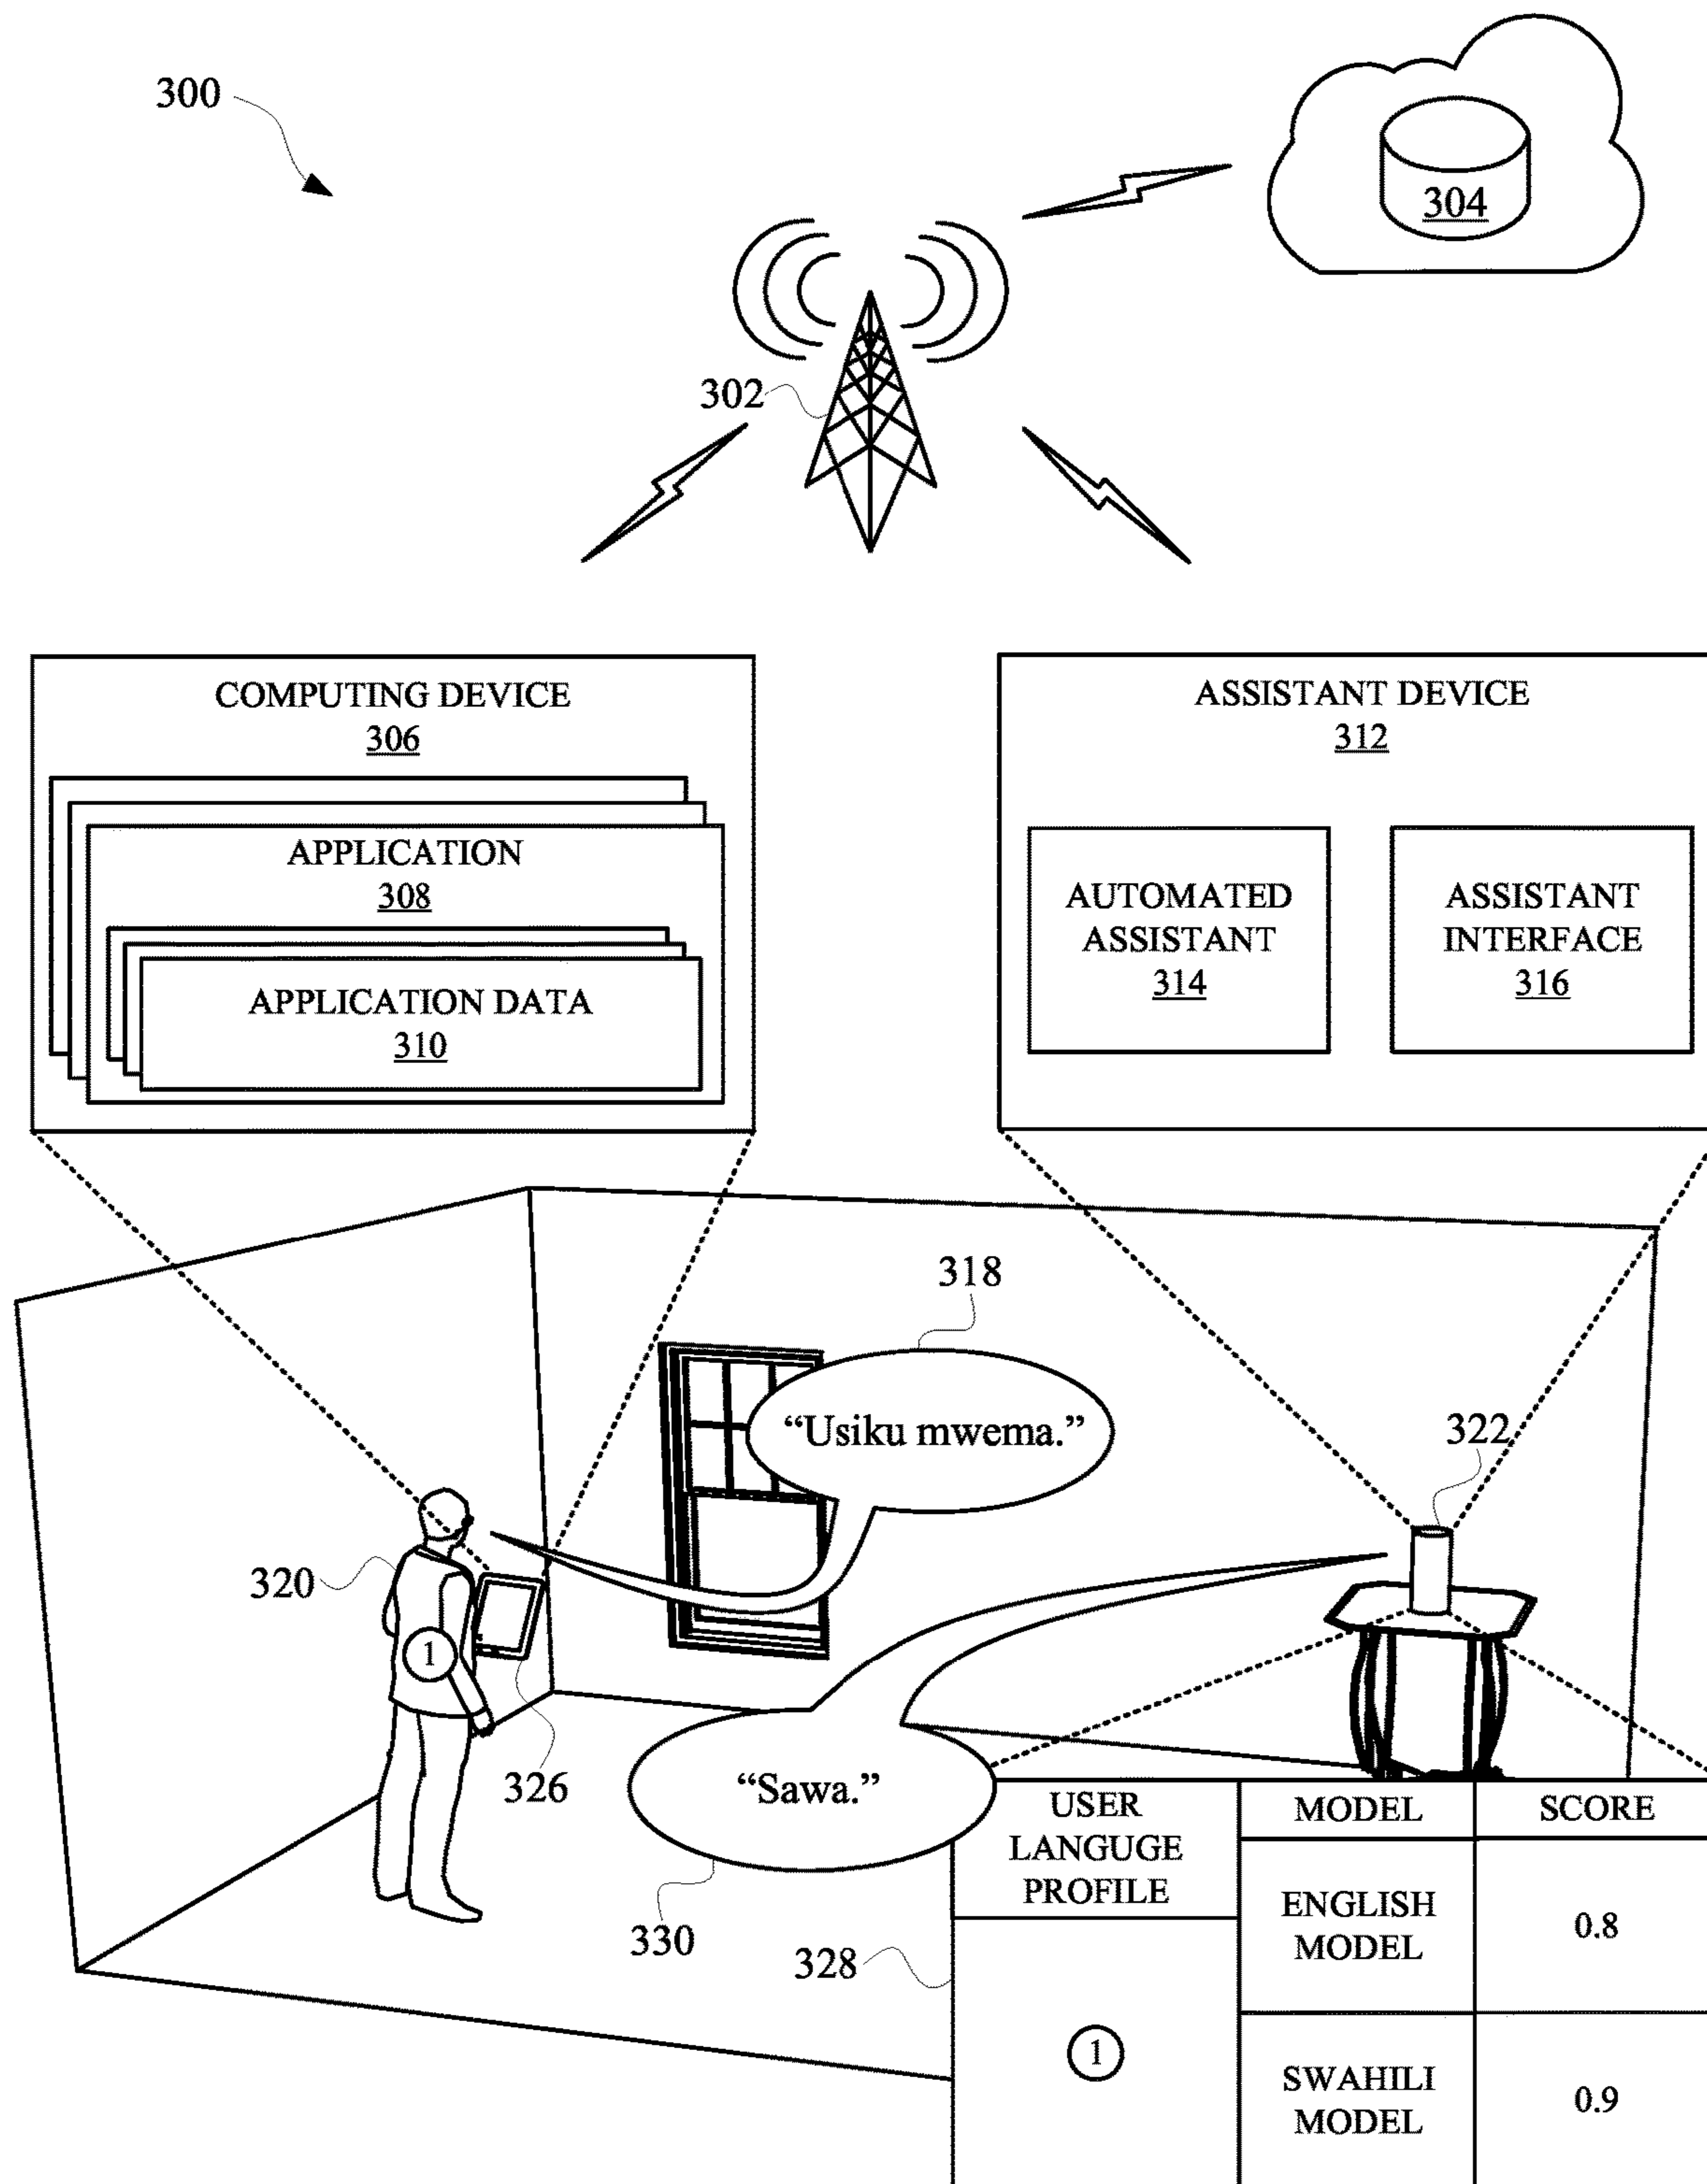 300
304
302
COMPUTING DEVICE
306
APPLICATION
308
APPLICATION DATA
310
ASSISTANT DEVICE
312
AUTOMATED
ASSISTANT
314
ASSISTANT
INTERFACE
316
318
“Usiku mwema.”
322
320
1
326
“Sawa.”
330
328
USER
LANGUGE
PROFILE
MODEL
SCORE
1
ENGLISH
MODEL
0.8
SWAHILI
MODEL
0.9